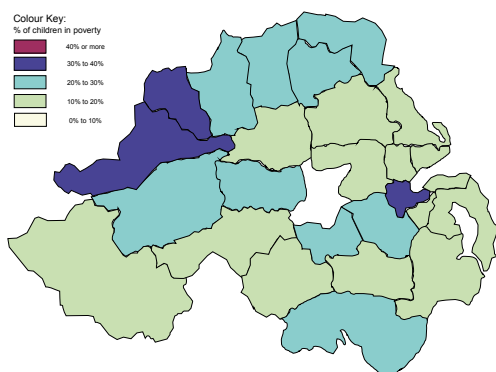 Colour Key:
% of children in poverty
40% or more
30% to 40%
20% to 30%
10% to 20%
0% to 10%